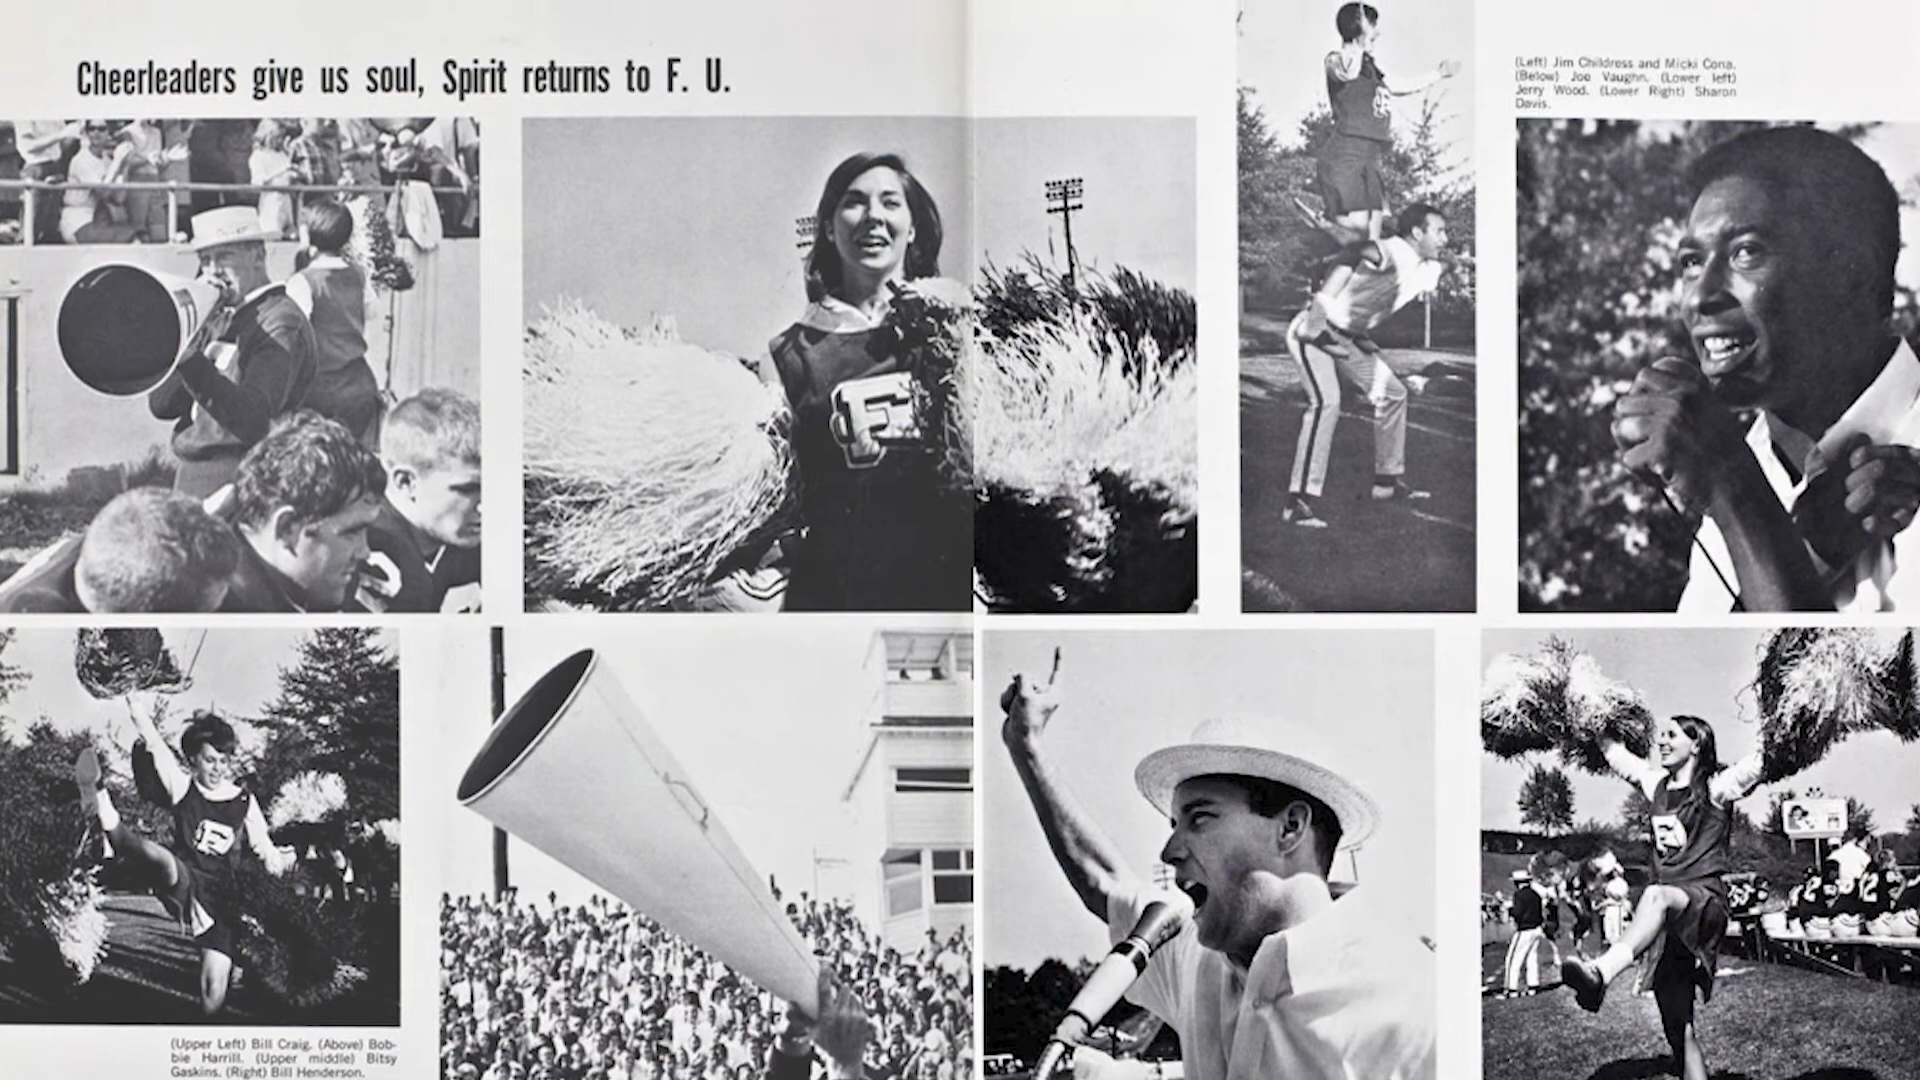 Cheerleaders give us soul, Spirit returns to F. U.
(Left) Jim Childress and Micki Cona.
(Below) Joe Vaughn. (Lower left)
Jerry Wood. (Lower Right) Sharon
Davis.
F
F
F
(Upper Left) Bill Craig. (Above) Bob-
bie Harrill. (Upper middle) Bitsy
Gaskins. (Right) Bill Henderson.